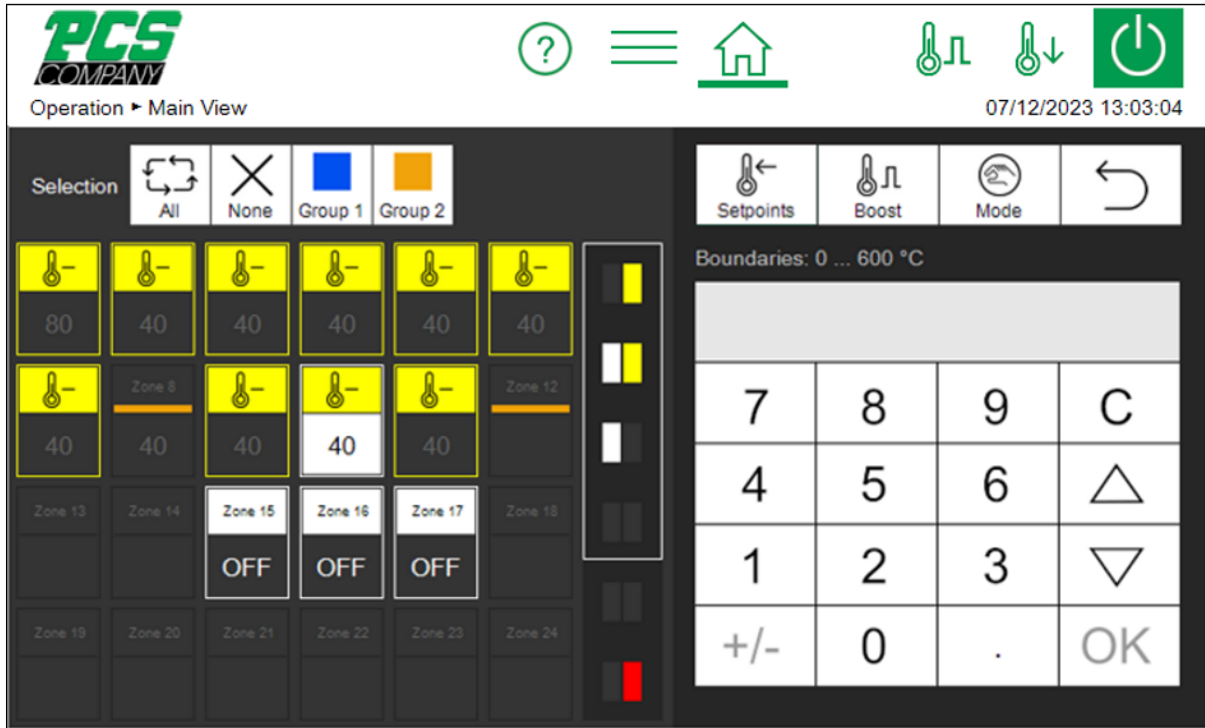 PCS
COMPANY
?
Operation ► Main View
07/12/2023 13:03:04
Selection
All
None
Group 1
Group 2
Setpoints
Boost
Mode
Boundaries: 0 ... 600 °C
80
40
40
40
40
40
Zone 8
Zone 12
40
40
40
40
40
Zone 13
Zone 14
Zone 15
Zone 16
Zone 17
Zone 18
OFF
OFF
OFF
Zone 19
Zone 20
Zone 21
Zone 22
Zone 23
Zone 24
7 8 9 C
4 5 6
1 2 3
+/- 0 . OK